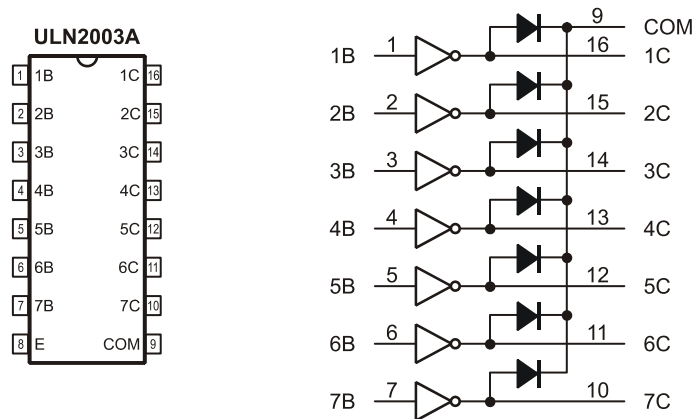 ULN2003A
1 1B 1C 16
2 2B 2C 15
3 3B 3C 14
4 4B 4C 13
5 5B 5C 12
6 6B 6C 11
7 7B 7C 10
8 E COM 9
9 COM
1B 1 16 1C
2B 2 15 2C
3B 3 14 3C
4B 4 13 4C
5B 5 12 5C
6B 6 11 6C
7B 7 10 7C